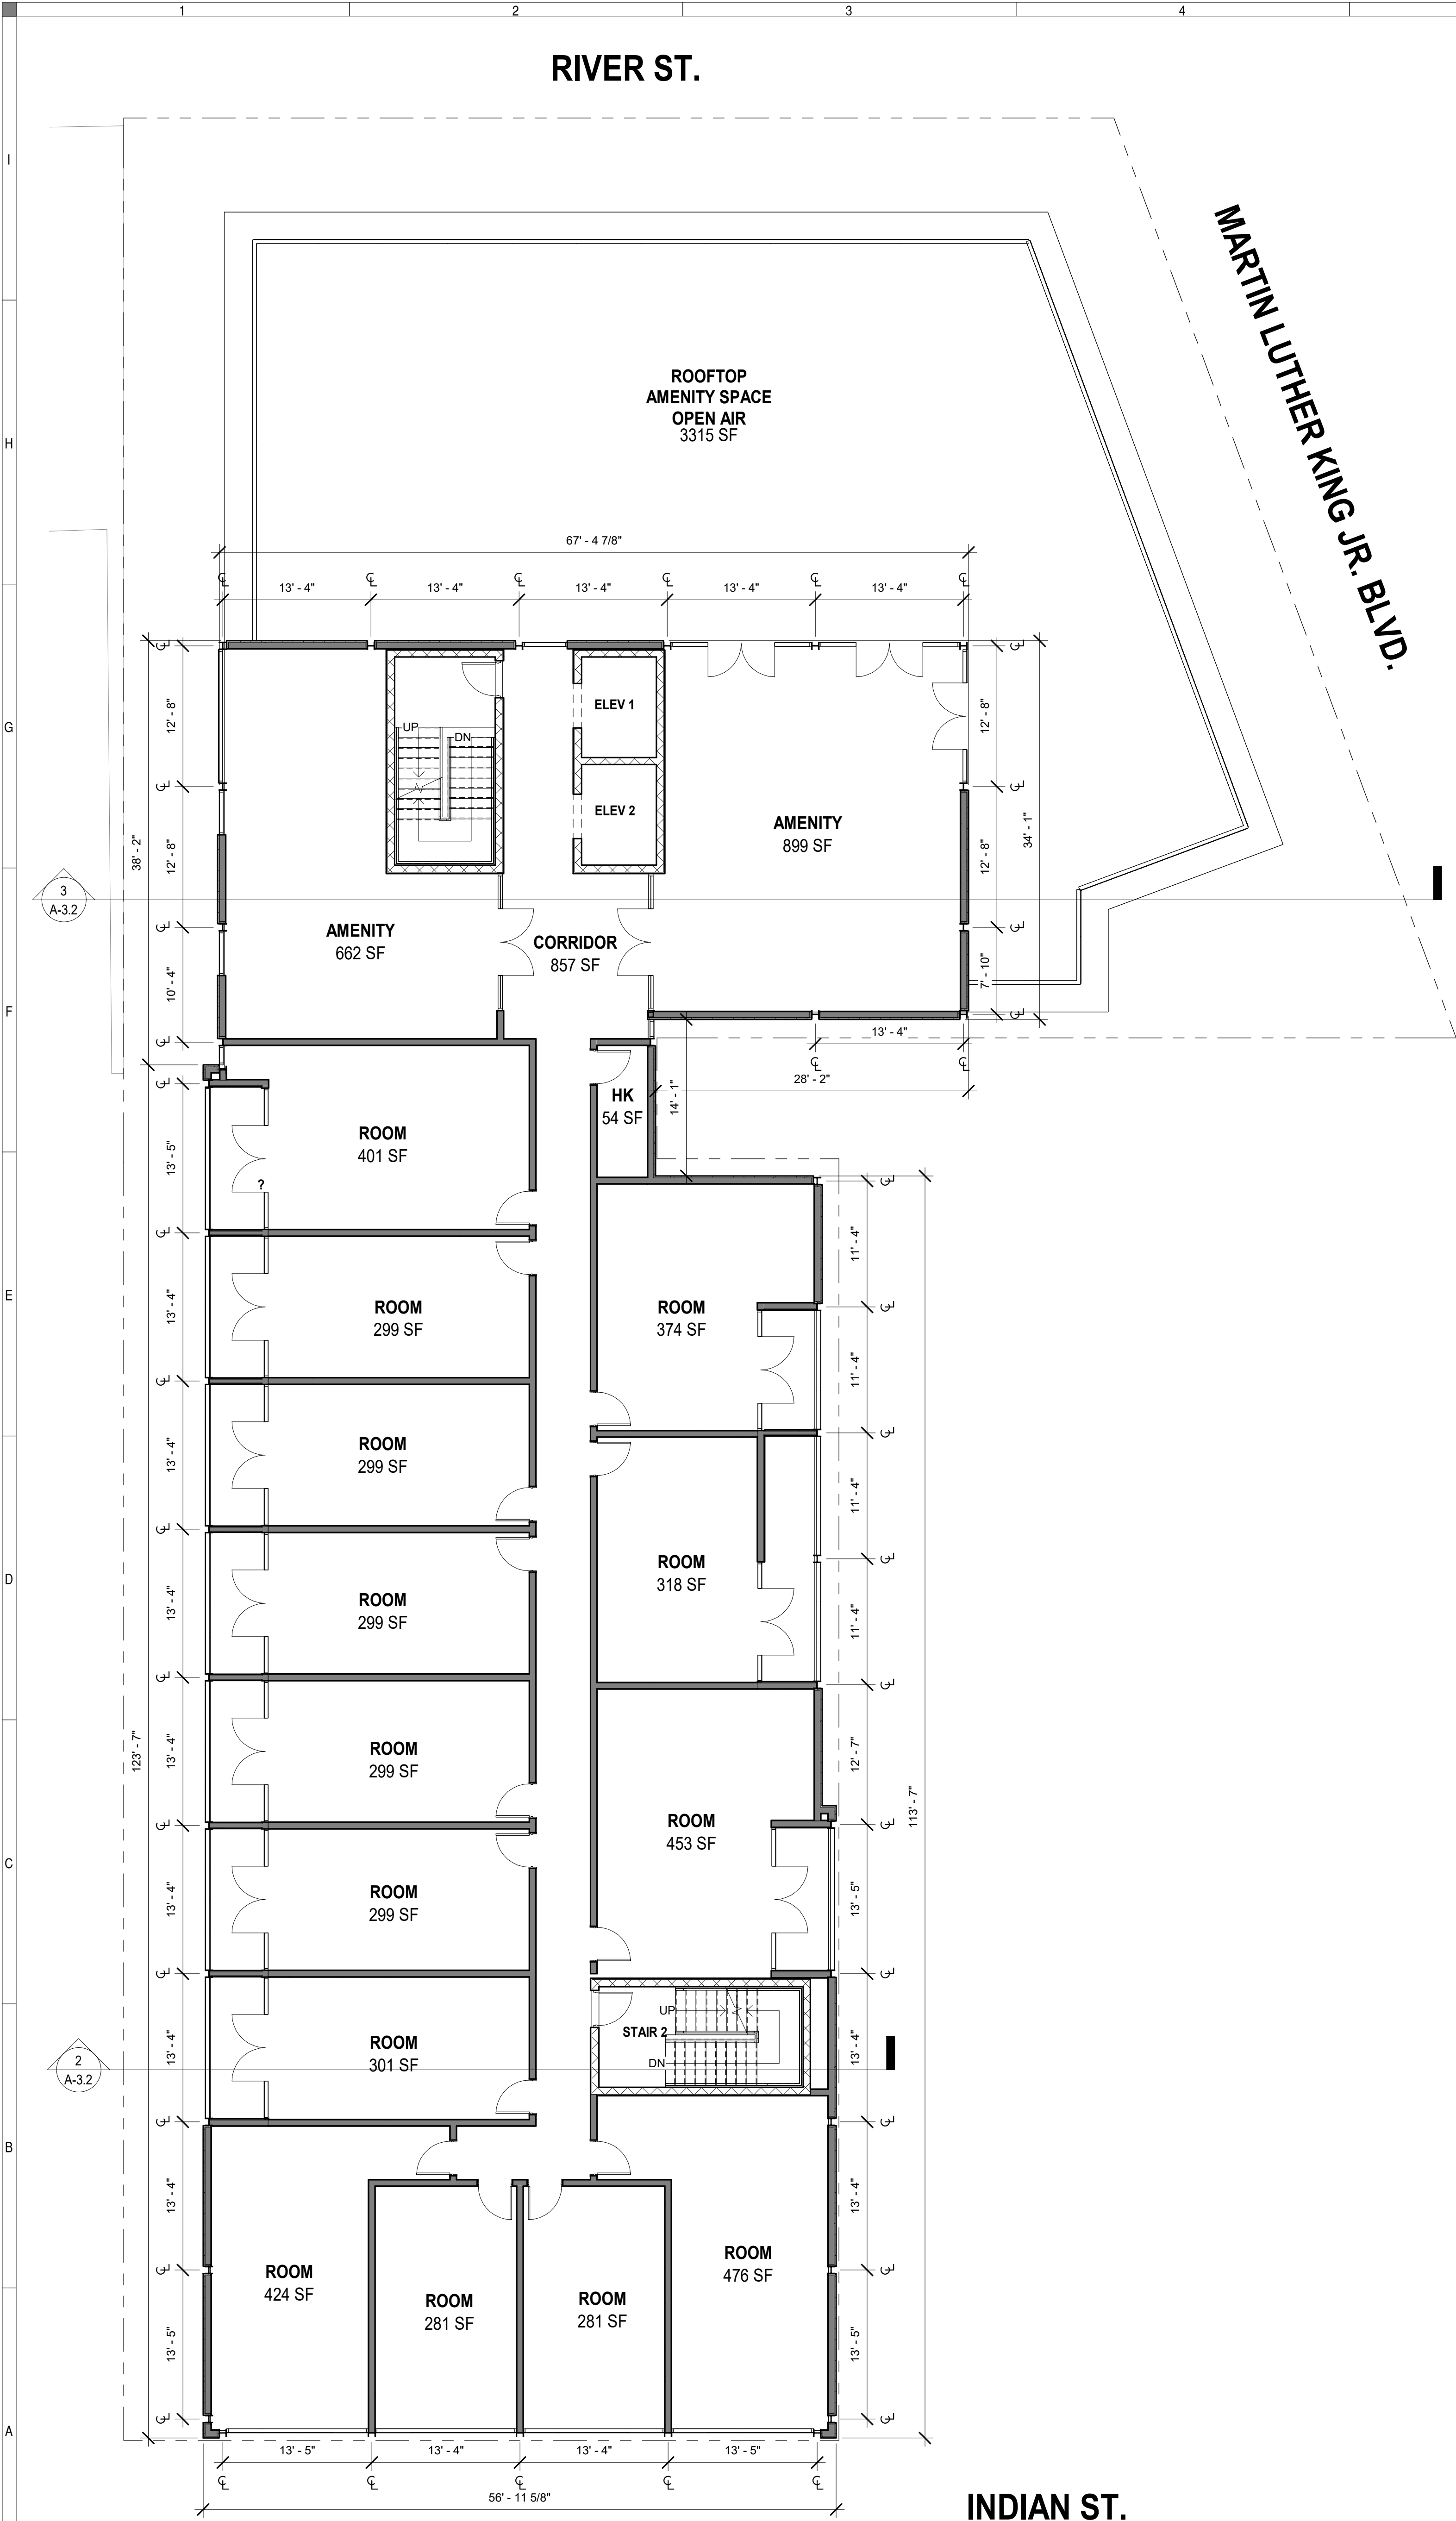 1
2
3
4
RIVER ST.
I
MARTIN LUTHER KING JR. BLVD.
ROOFTOP
AMENITY SPACE
OPEN AIR
3315 SF
H
67' - 4 7/8"
13' - 4"
13' - 4"
13' - 4"
13' - 4"
13' - 4"
12' - 8"
ELEV 1
12' - 8"
UP
DN
G
ELEV 2
AMENITY
899 SF
38' - 2"
12' - 8"
12' - 8"
34' - 1"
3
A-3.2
AMENITY
662 SF
CORRIDOR
857 SF
10' - 4"
7' - 10"
F
13' - 4"
28' - 2"
14' - 1"
HK
54 SF
ROOM
401 SF
13' - 5"
?
11' - 4"
E
13' - 4"
ROOM
299 SF
ROOM
374 SF
11' - 4"
13' - 4"
ROOM
299 SF
11' - 4"
D
13' - 4"
ROOM
299 SF
ROOM
318 SF
11' - 4"
123' - 7"
13' - 4"
ROOM
299 SF
12' - 7"
113' - 7"
ROOM
453 SF
C
13' - 4"
ROOM
299 SF
13' - 5"
UP
STAIR 2
DN
2
A-3.2
13' - 4"
ROOM
301 SF
13' - 4"
B
13' - 4"
13' - 4"
ROOM
424 SF
ROOM
281 SF
ROOM
281 SF
ROOM
476 SF
13' - 5"
13' - 5"
A
13' - 5"
13' - 4"
13' - 4"
13' - 5"
56' - 11 5/8"
INDIAN ST.